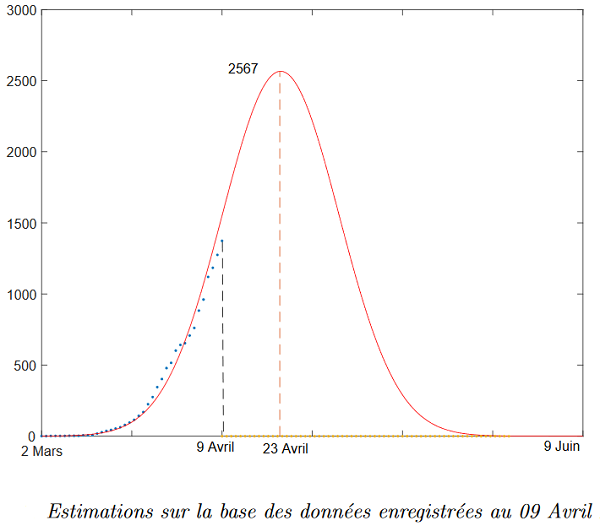 3000
2567
2500
2000
1500
1000
500
0
2 Mars
9 Avril
23 Avril
9 Juin
Estimations sur la base des données enregistrées au 09 Avril